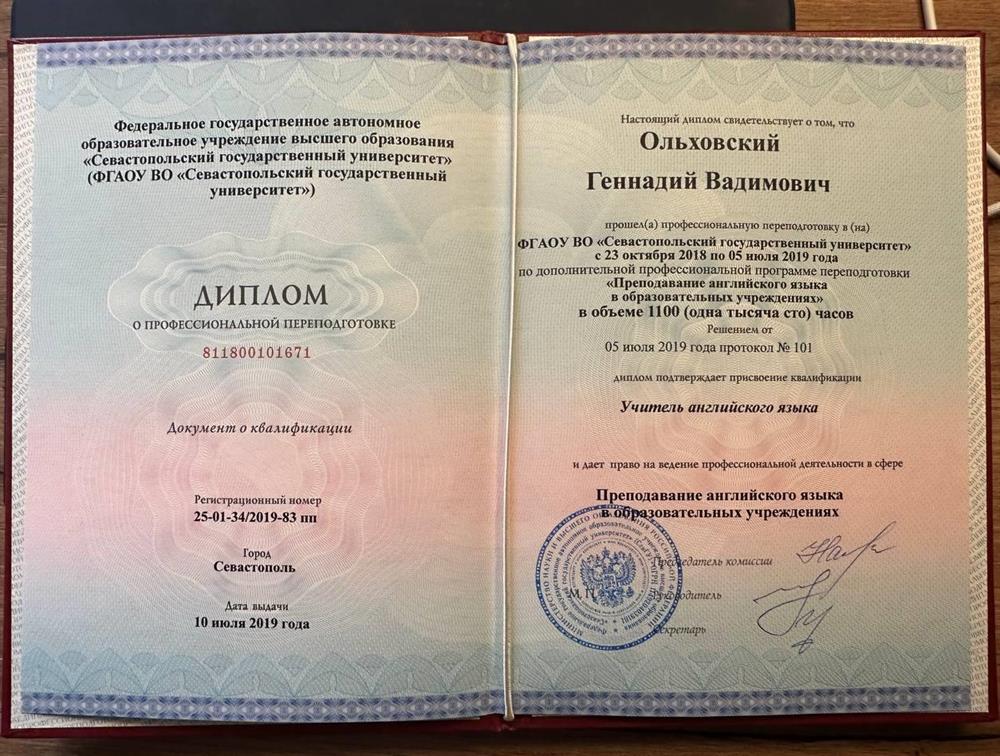 Федеральное государственное автономное
образовательное учреждение высшего образования
«Севастопольский государственный университет»
(ФГАОУ ВО «Севастопольский государственный
университет»)
ДИПЛОМ
О ПРОФЕССИОНАЛЬНОЙ ПЕРЕПОДГОТОВКЕ
811800101671
Документ о квалификации
Регистрационный номер
25-01-34/2019-83 пп
Город
Севастополь
Дата выдачи
10 июля 2019 года
Настоящий диплом свидетельствует о том, что
Ольховский
Геннадий Вадимович
прошел(а) профессиональную переподготовку в (на)
ФГАОУ ВО «Севастопольский государственный университет»
с 23 октября 2018 по 05 июля 2019 года
по дополнительной профессиональной программе переподготовки
«Преподавание английского языка
в образовательных учреждениях»
в объеме 1100 (одна тысяча сто) часов
Решением от
05 июля 2019 года протокол № 101
диплом подтверждает присвоение квалификации
Учитель английского языка
и дает право на ведение профессиональной деятельности в сфере
Преподавание английского языка
в образовательных учреждениях
Председатель комиссии
М.П.
Руководитель
Секретарь